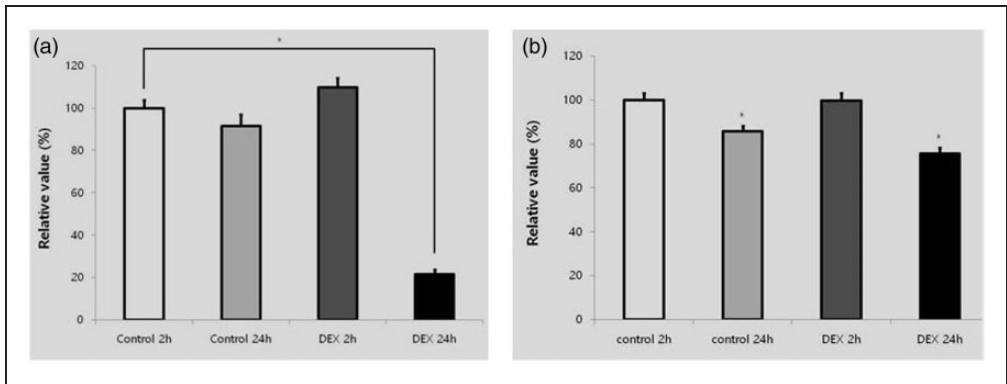 (a)
*
Relative value (%)
120
100
80
60
40
20
0
Control 2h Control 24h DEX 2h DEX 24h
(b)
Relative value (%)
120
100
80
60
40
20
0
* *
control 2h control 24h DEX 2h DEX 24h